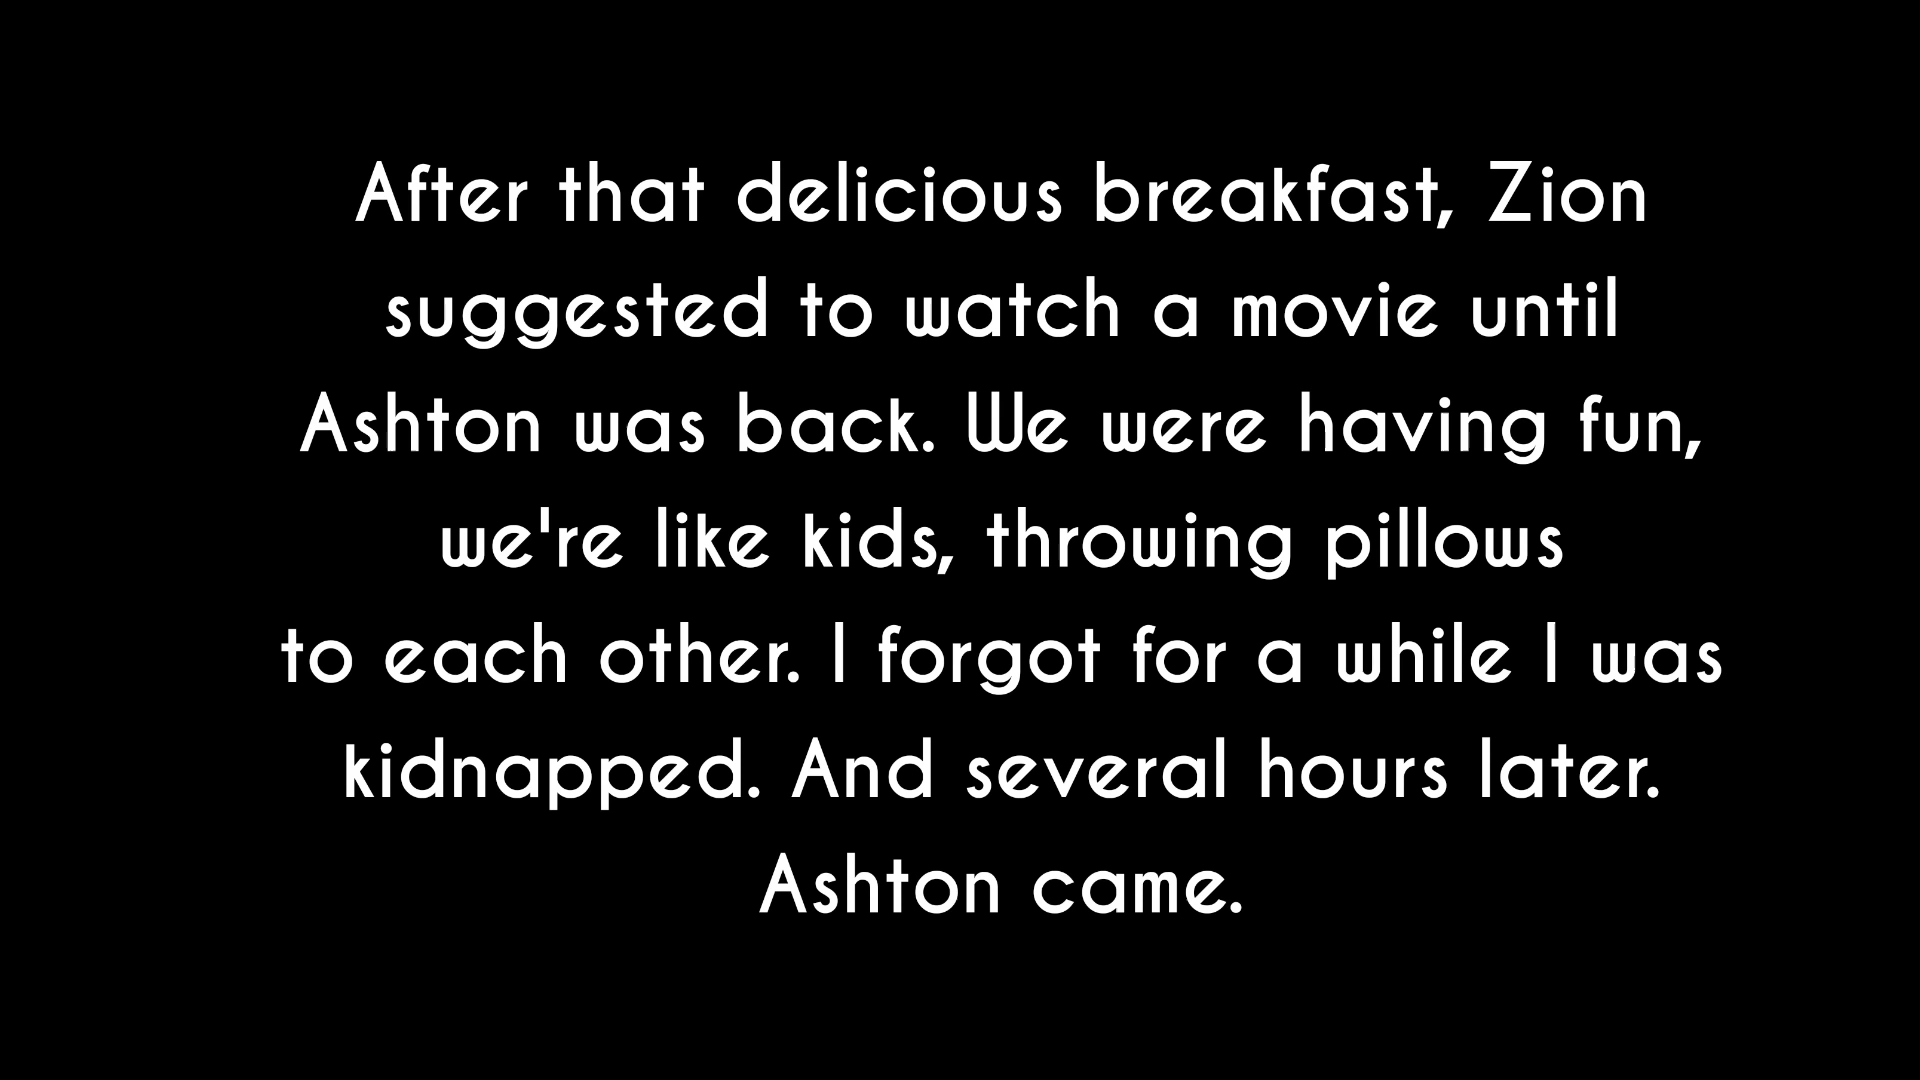 After that delicious breakfast, Zion
suggested to watch a movie until
Ashton was back. We were having fun,
we're like kids, throwing pillows
to each other. I forgot for a while I was
kidnapped. And several hours later.
Ashton came.